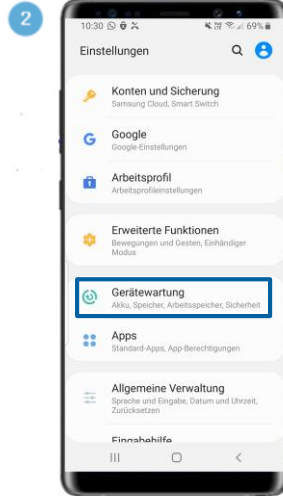 2
10:30 69%
Einstellungen
Konten und Sicherung
Samsung Cloud, Smart Switch
Google
Google-Einstellungen
Arbeitsprofil
Arbeitsprofileinstellungen
Erweiterte Funktionen
Bewegungen und Gesten, Einhändiger
Modus
Gerätewartung
Akku, Speicher, Arbeitsspeicher, Sicherheit
Apps
Standard-Apps, App-Berechtigungen
Allgemeine Verwaltung
Sprache und Eingabe, Datum und Uhrzeit,
Zurücksetzen
Eingabehilfe